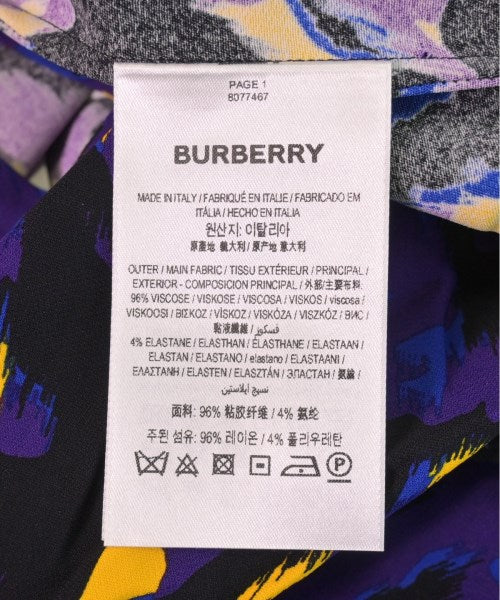 PAGE 1
8077467
BURBERRY
MADE IN ITALY / FABRIQUÉ EN ITALIE / FABRICADO EM
ITÁLIA / HECHO EN ITALIA
원산지: 이탈리아
原產地 義大利 / 原产地 意大利
OUTER / MAIN FABRIC / TISSU EXTÉRIEUR / PRINCIPAL /
EXTERIOR - COMPOSICIÓN PRINCIPAL / 外部/主要布料:
96% VISCOSE / VISKOSE / VISCOSA / VISKOS / viscosa /
VISKOOSI / ΒΙΣΚΟΖ / VISKOZ / VISKÓZA / VISZKÓZ / ВИС /
粘液纖維 / فسكوز
4% ELASTANE / ELASTHAN / ÉLASTHANE / ELASTAAN /
ELASTAN / ELASTANO / elastano / ELASTAANI /
ΕΛΑΣΤΑΝΗ / ELASTEN / ELASZTÁN / ЭЛАСТАН / 氨綸 /
نسيج إيلاستين
面料: 96% 粘胶纤维 / 4% 氨纶
주된 섬유: 96% 레이온 / 4% 폴리우레탄
P